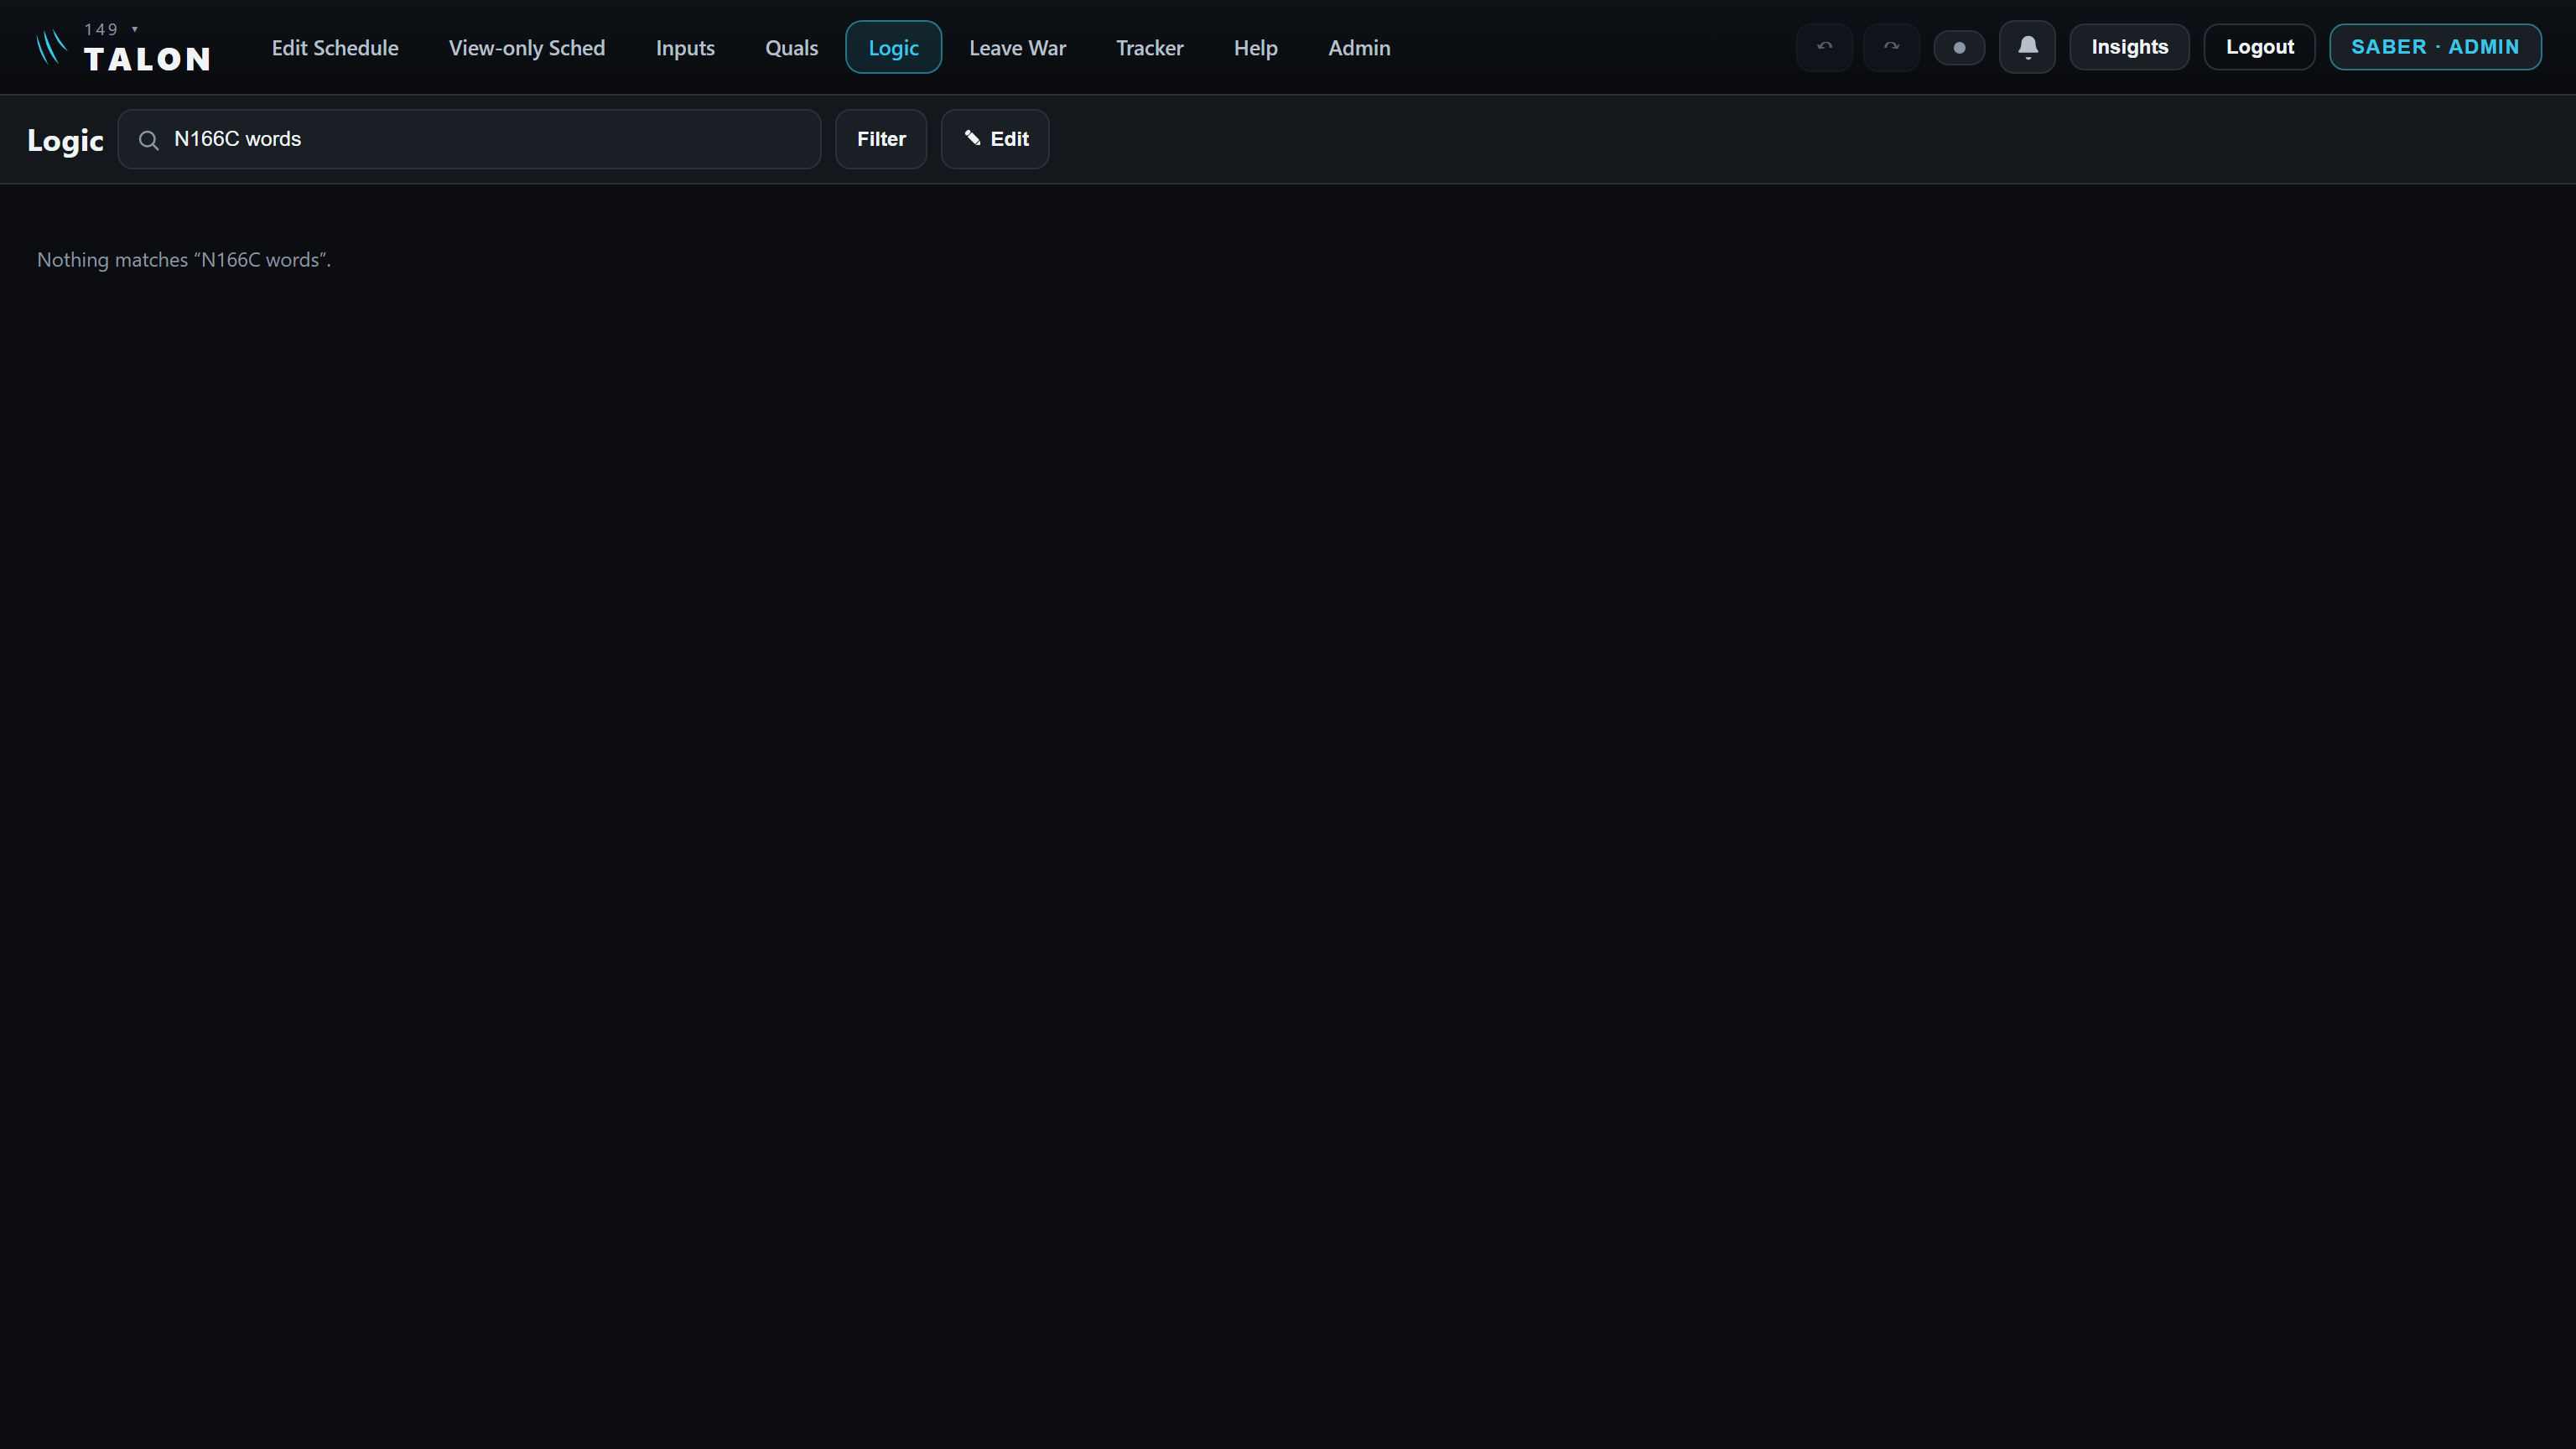 149 ▾
TALON
Edit Schedule
View-only Sched
Inputs
Quals
Logic
Leave War
Tracker
Help
Admin
Insights
Logout
SABER · ADMIN
Logic
N166C words
Filter
✎ Edit
Nothing matches “N166C words”.